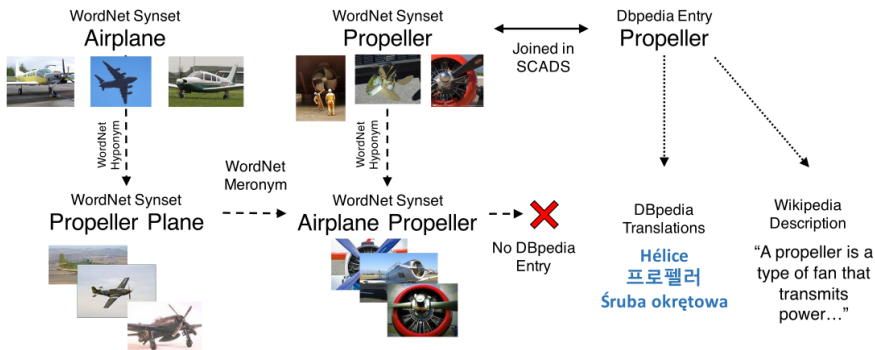 WordNet Synset
Airplane
WordNet Synset
Propeller
Joined in
SCADS
Dbpedia Entry
Propeller
WordNet
Hyponym
WordNet
Meronym
WordNet
Hyponym
WordNet Synset
Propeller Plane
WordNet Synset
Airplane Propeller
No DBpedia
Entry
DBpedia
Translations
Hélice
프로펠러
Śruba okrętowa
Wikipedia
Description
“A propeller is a
type of fan that
transmits
power…”